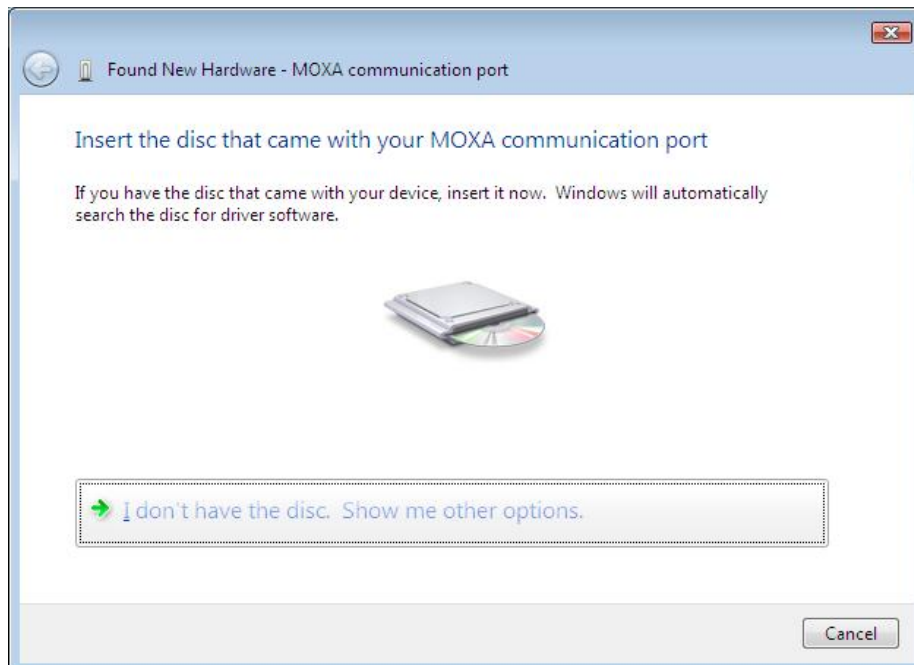 Found New Hardware - MOXA communication port
Insert the disc that came with your MOXA communication port
If you have the disc that came with your device, insert it now. Windows will automatically
search the disc for driver software.
I don't have the disc. Show me other options.
Cancel